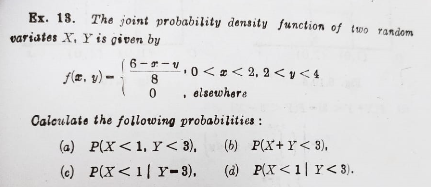 Ex. 13. The joint probability density function of two random
variates X, Y is given by
f(x, y) = { (6 - x - y)/8 , 0 < x < 2, 2 < y < 4
0 , elsewhere
Calculate the following probabilities :
(a) P(X < 1, Y < 3), (b) P(X + Y < 3),
(c) P(X < 1 | Y = 3), (d) P(X < 1 | Y < 3).